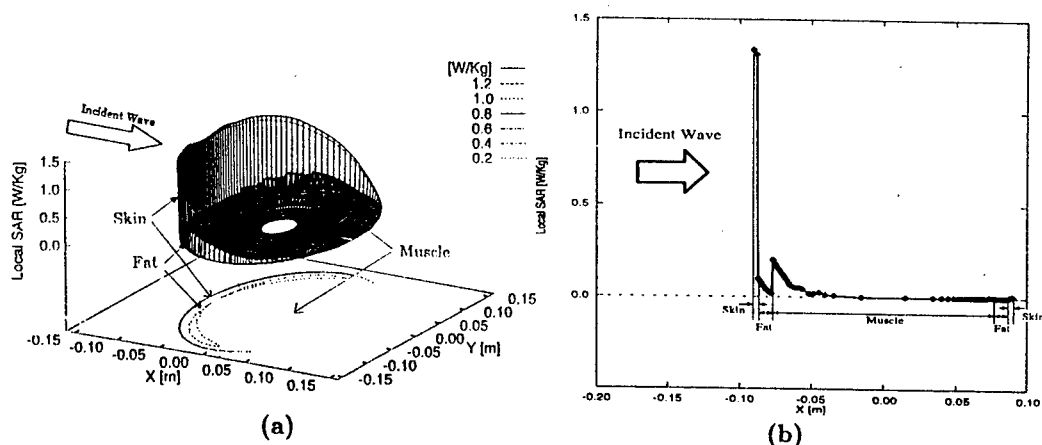 [W/Kg]
1.2
1.0
0.8
0.6
0.4
0.2
Incident Wave
Local SAR [W/Kg]
1.5
1.0
0.5
0.0
Skin
Fat
Muscle
-0.15
-0.10
-0.05
0.00
0.05
0.10
0.15
X [m]
-0.15
-0.10
-0.05
0.00
0.05
0.10
0.15
Y [m]
(a)
1.5
1.0
0.5
0.0
Local SAR [W/Kg]
Incident Wave
Skin
Fat
Muscle
Fat
Skin
-0.20
-0.15
-0.10
-0.05
0.00
0.05
0.10
X [m]
(b)